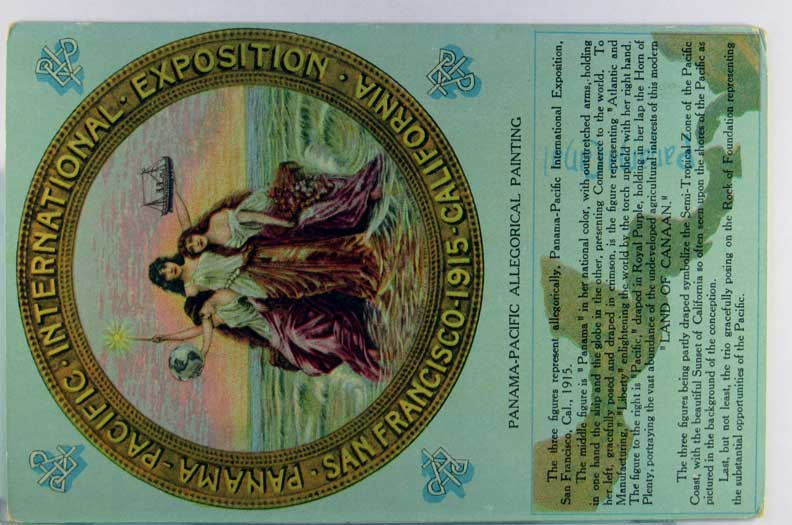 PANAMA-PACIFIC · INTERNATIONAL · EXPOSITION ·
SAN FRANCISCO · 1915 · CALIFORNIA
PANAMA-PACIFIC ALLEGORICAL PAINTING
The three figures represent allegorically, Panama-Pacific International Exposition,
San Francisco, Cal., 1915.
The middle figure is "Panama" in her national color, with outstretched arms, holding
in one hand the ship and the globe in the other, presenting Commerce to the world. To
her left, gracefully posed and draped in crimson, is the figure representing "Atlantic and
Manufacturing, "Liberty" enlightening the world by the torch upheld with her right hand.
The figure to the right is "Pacific," draped in Royal Purple, holding in her lap the Horn of
Plenty, portraying the vast abundance of the undeveloped agricultural interests of this modern
"LAND OF CANAAN."
The three figures being partly draped symbolize the Semi-Tropical Zone of the Pacific
Coast, with the beautiful Sunset of California so often seen upon the shores of the Pacific as
pictured in the background of the conception.
Last, but not least, the trio gracefully posing on the Rock of Foundation representing
the substantial opportunities of the Pacific.